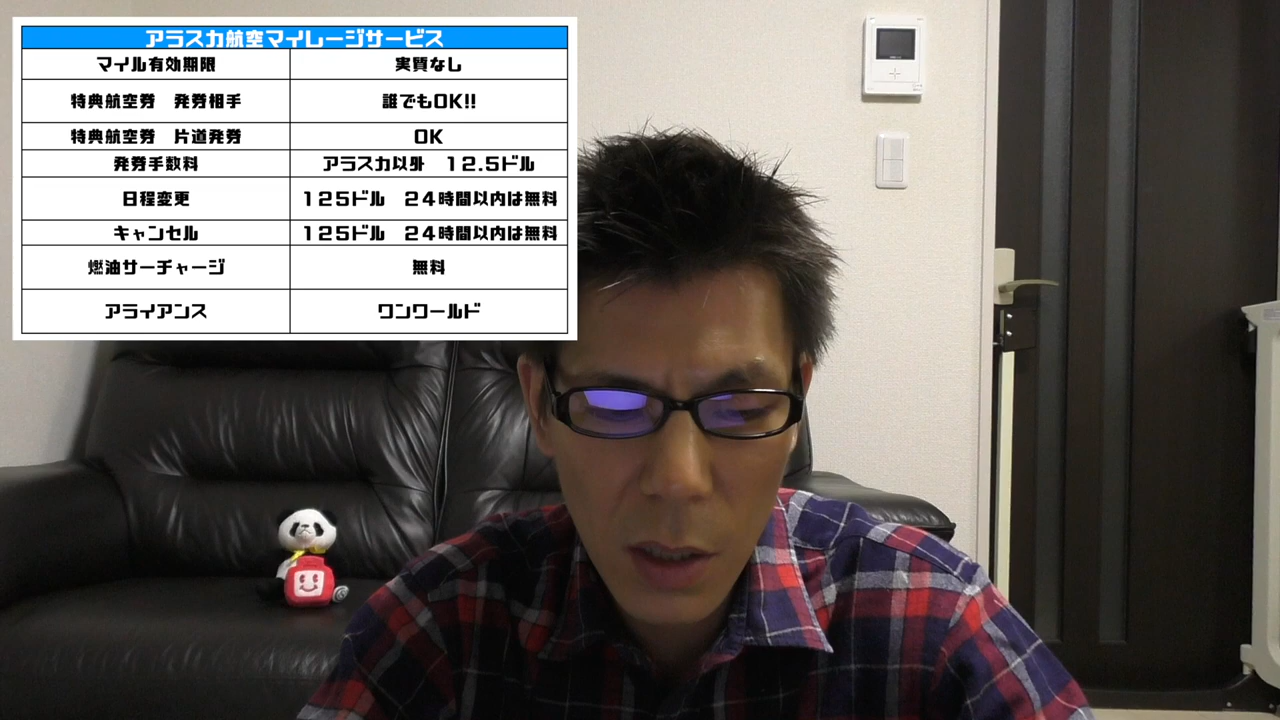 アラスカ航空マイレージサービス
マイル有効期限 実質なし
特典航空券 発券相手 誰でもOK!!
特典航空券 片道発券 OK
発券手数料 アラスカ以外 12.5ドル
日程変更 125ドル 24時間以内は無料
キャンセル 125ドル 24時間以内は無料
燃油サーチャージ 無料
アライアンス ワンワールド